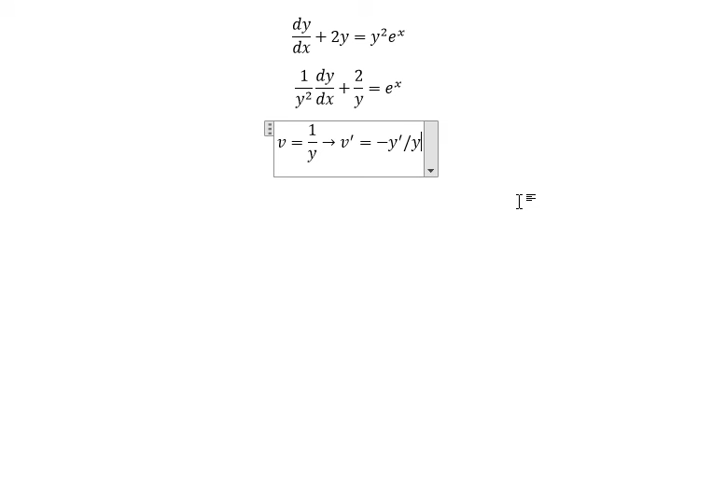 dy/dx + 2y = y²eˣ
1/y² dy/dx + 2/y = eˣ
v = 1/y → v′ = −y′/y